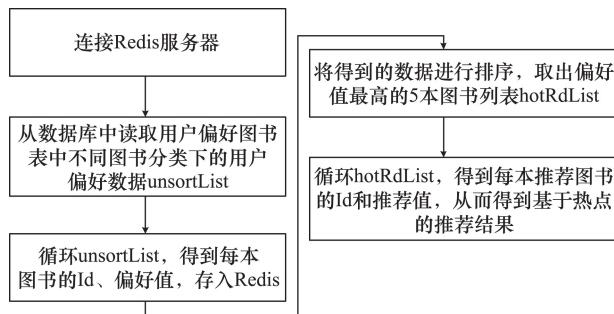 连接Redis服务器
从数据库中读取用户偏好图书
表中不同图书分类下的用户
偏好数据unsortList
循环unsortList，得到每本
图书的Id、偏好值，存入Redis
将得到的数据进行排序，取出偏好
值最高的5本图书列表hotRdList
循环hotRdList，得到每本推荐图书
的Id和推荐值，从而得到基于热点
的推荐结果